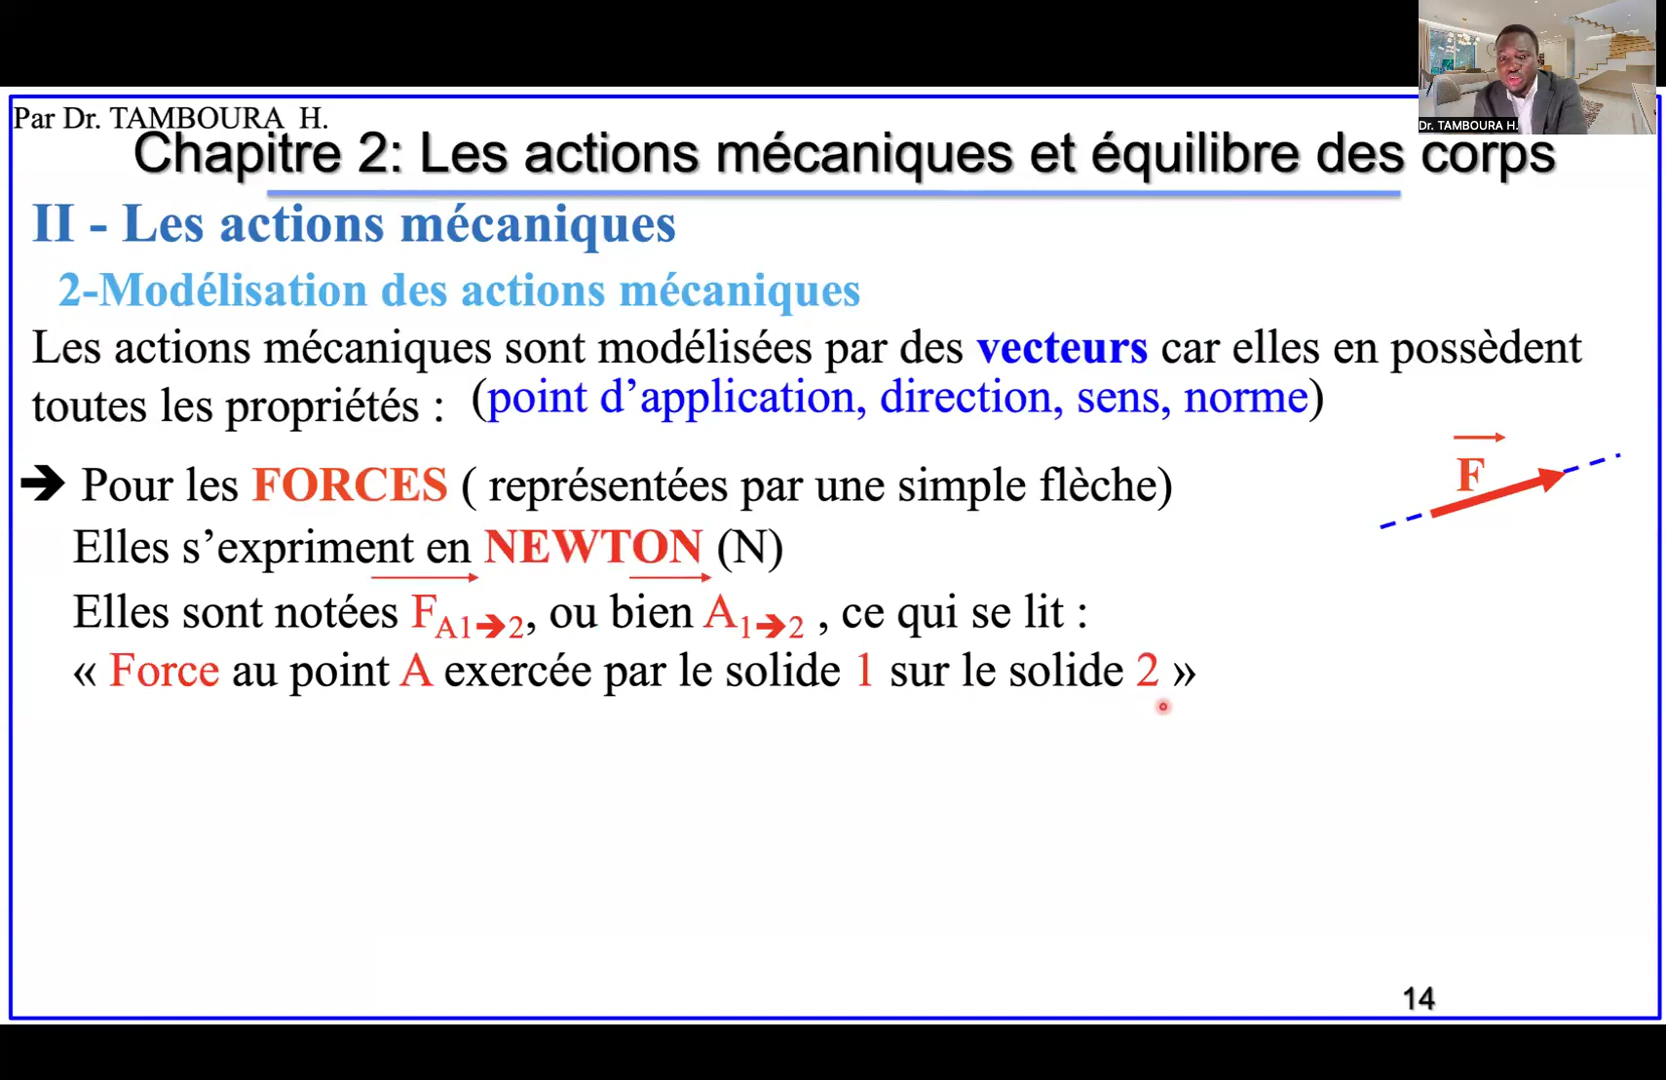 Par Dr. TAMBOURA H.
Dr. TAMBOURA H.
Chapitre 2: Les actions mécaniques et équilibre des corps
II - Les actions mécaniques
2-Modélisation des actions mécaniques
Les actions mécaniques sont modélisées par des vecteurs car elles en possèdent
toutes les propriétés : (point d’application, direction, sens, norme)
➔ Pour les FORCES ( représentées par une simple flèche)
F
Elles s’expriment en NEWTON (N)
Elles sont notées F A1➔2, ou bien A 1➔2 , ce qui se lit :
« Force au point A exercée par le solide 1 sur le solide 2 »
14